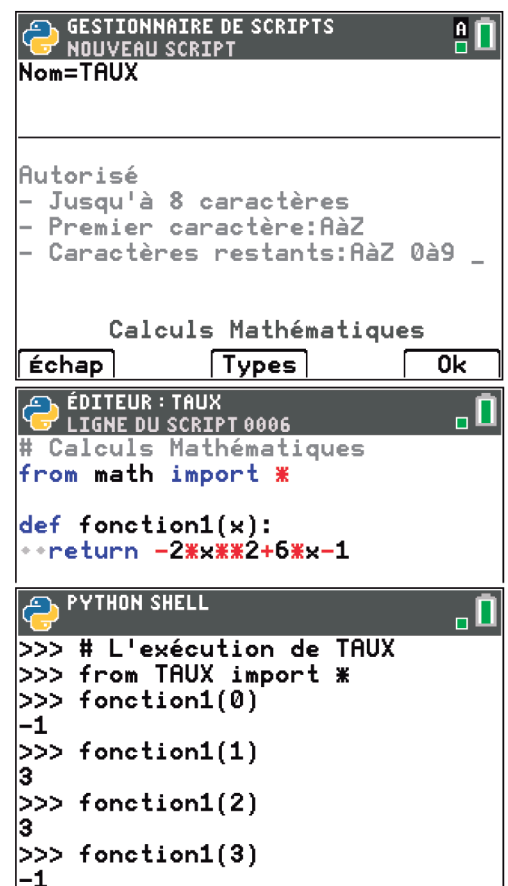 GESTIONNAIRE DE SCRIPTS
NOUVEAU SCRIPT
A
Nom=TAUX
Autorisé
- Jusqu'à 8 caractères
- Premier caractère:AàZ
- Caractères restants:AàZ 0à9 _
Calculs Mathématiques
Échap Types Ok
ÉDITEUR : TAUX
LIGNE DU SCRIPT 0006
# Calculs Mathématiques
from math import *
def fonction1(x):
••return -2*x**2+6*x-1
PYTHON SHELL
>>> # L'exécution de TAUX
>>> from TAUX import *
>>> fonction1(0)
-1
>>> fonction1(1)
3
>>> fonction1(2)
3
>>> fonction1(3)
-1